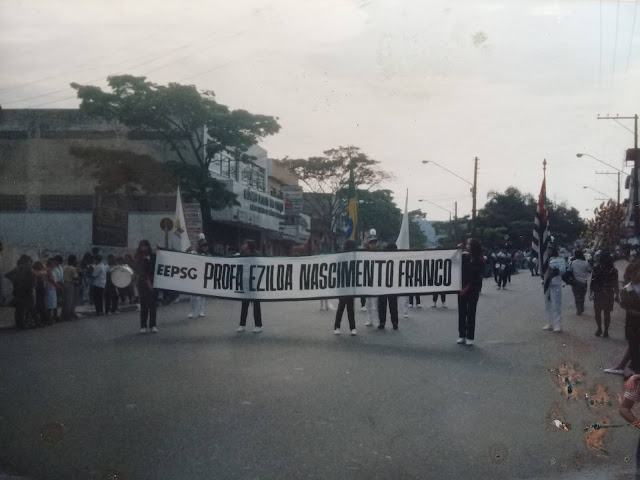 EEPSG PROFA EZILDA NASCIMENTO FRANCO